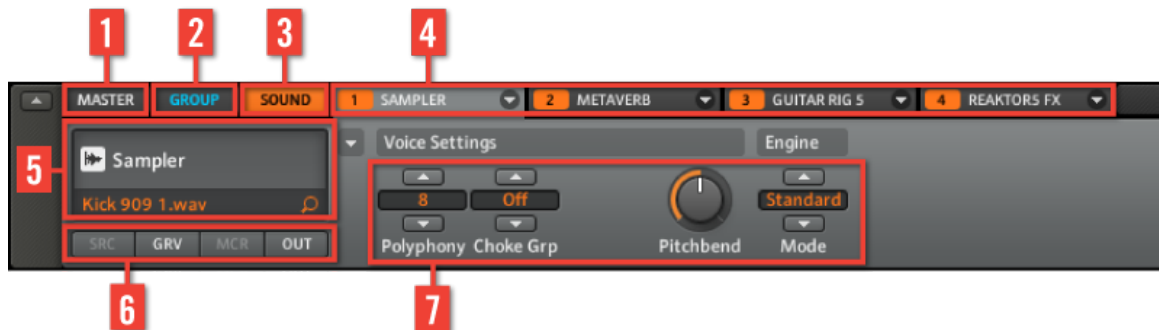 1 2 3 4
MASTER GROUP SOUND 1 SAMPLER 2 METAVERB 3 GUITAR RIG 5 4 REAKTOR5 FX
5
Sampler
Kick 909 1.wav
Voice Settings Engine
8 Off Standard
Polyphony Choke Grp Pitchbend Mode
SRC GRV MCR OUT
6 7